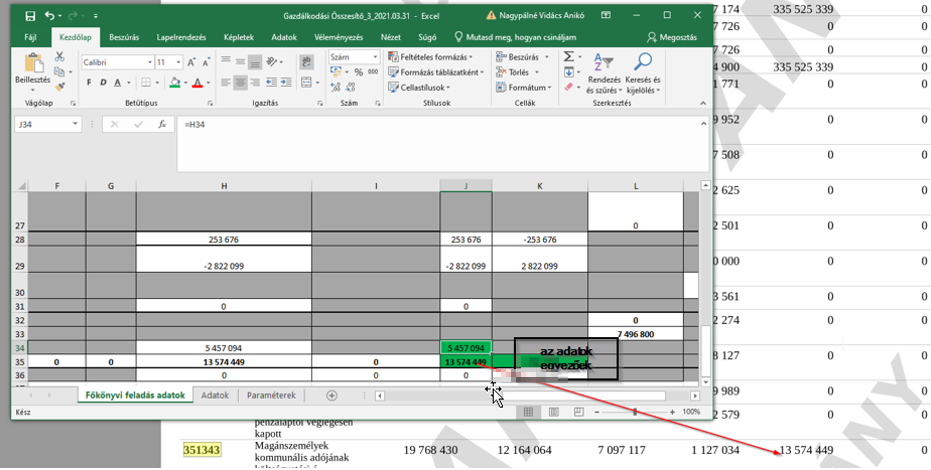 Gazdálkodási Összesítő_3_2021.03.31 - Excel
Nagypálné Vidács Anikó
Fájl Kezdőlap Beszúrás Lapelrendezés Képletek Adatok Véleményezés Nézet Súgó Mutasd meg, hogyan csináljam Megosztás
Beillesztés
Calibri 11
F D A
Szám
% 000
Feltételes formázás
Formázás táblázatként
Cellastílusok
Beszúrás
Törlés
Formátum
Rendezés
és szűrés
Keresés és
kijelölés
Vágólap Betűtípus Igazítás Szám Stílusok Cellák Szerkesztés
J34 fx =H34
F G H I J K L
27 0
28 253 676 253 676 -253 676
29 -2 822 099 -2 822 099 2 822 099
30
31 0 0
32 0
33 7 496 800
34 5 457 094 5 457 094
35 0 0 13 574 449 0 13 574 449
36 0 0 0
az adatok
egyezőek
Főkönyvi feladás adatok Adatok Paraméterek
Kész 100%
7 174 335 525 339 0
7 726 0 0
7 726 0 0
4 900 335 525 339 0
1 771 0 0
9 952 0 0
7 508 0 0
2 625 0 0
2 501 0 0
0 000 0 0
3 561 0 0
2 274 0 0
8 127 0 0
9 989 0 0
2 579 0 0
pénzalaptól véglegesen
kapott
351343 Magánszemélyek 19 768 430 12 164 064 7 097 117 1 127 034 13 574 449 0
kommunális adójának